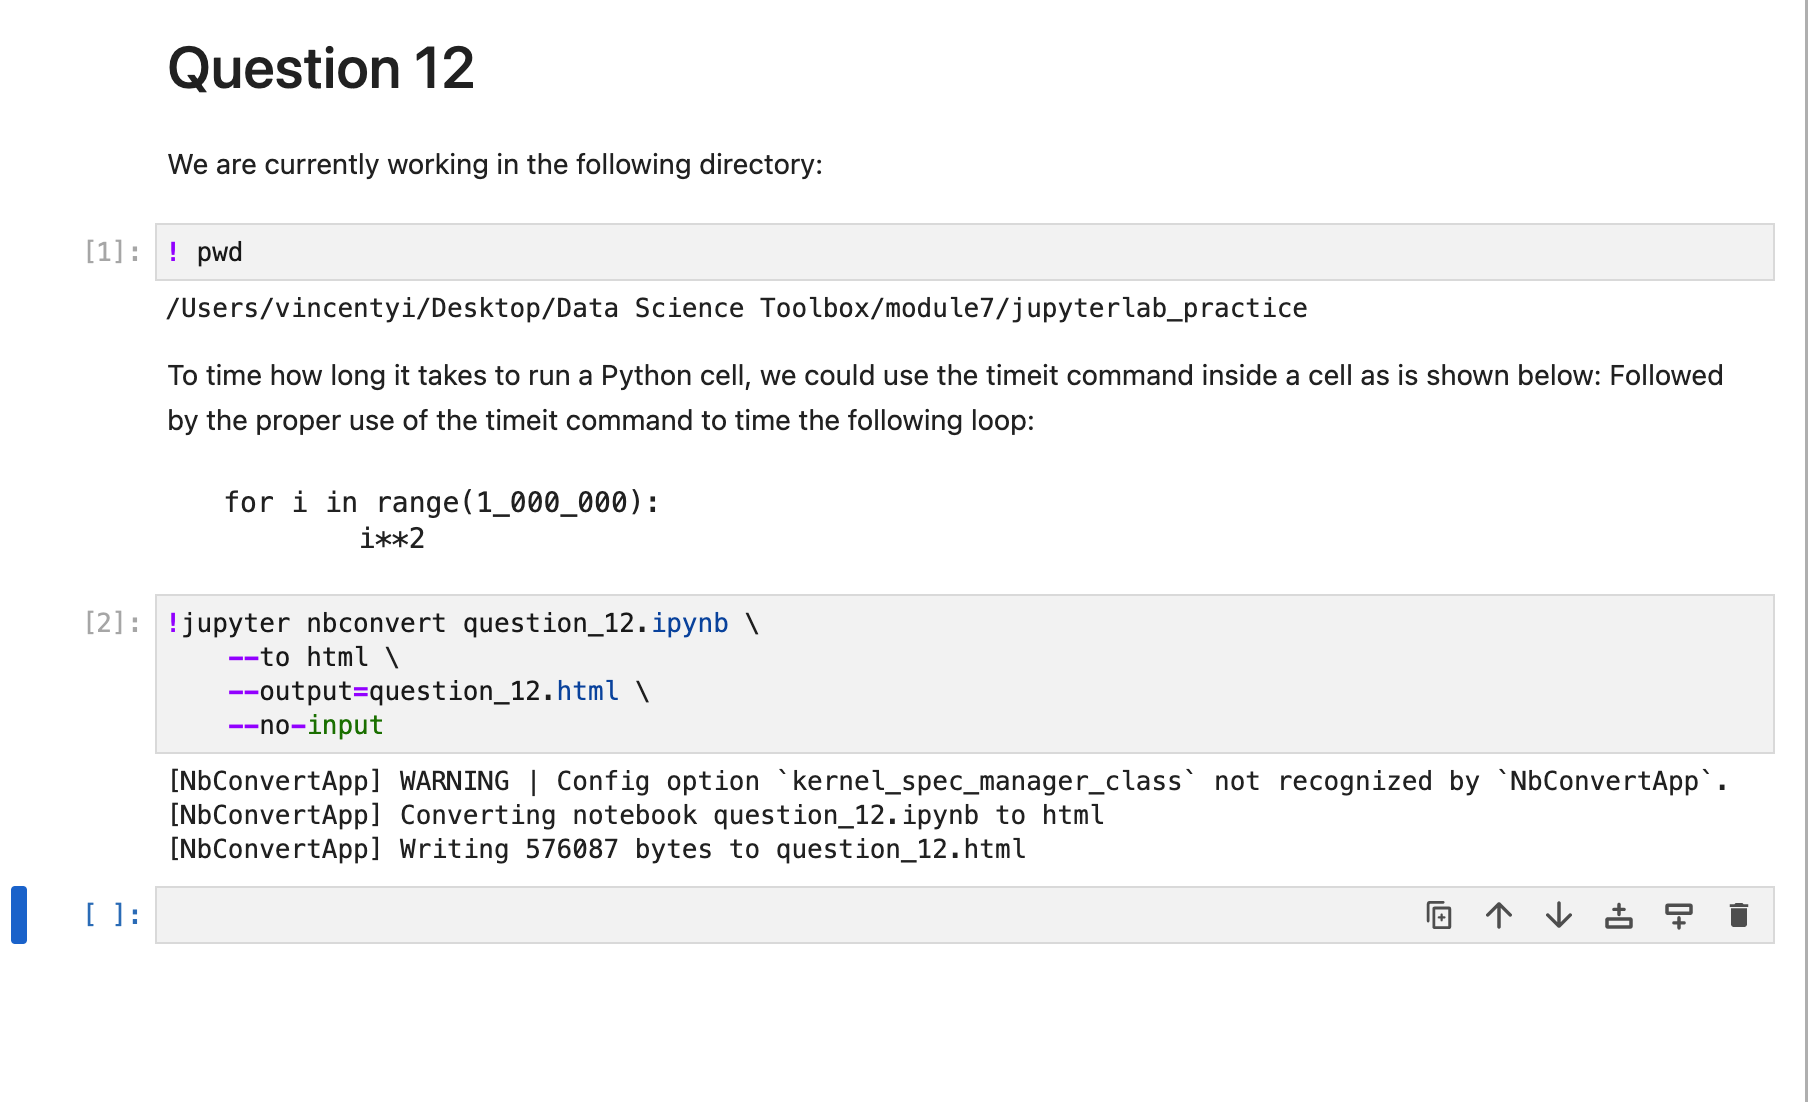 Question 12
We are currently working in the following directory:
[1]: ! pwd
/Users/vincentyi/Desktop/Data Science Toolbox/module7/jupyterlab_practice
To time how long it takes to run a Python cell, we could use the timeit command inside a cell as is shown below: Followed
by the proper use of the timeit command to time the following loop:
for i in range(1_000_000):
        i**2
[2]: !jupyter nbconvert question_12.ipynb \
    --to html \
    --output=question_12.html \
    --no-input
[NbConvertApp] WARNING | Config option `kernel_spec_manager_class` not recognized by `NbConvertApp`.
[NbConvertApp] Converting notebook question_12.ipynb to html
[NbConvertApp] Writing 576087 bytes to question_12.html
[ ]: